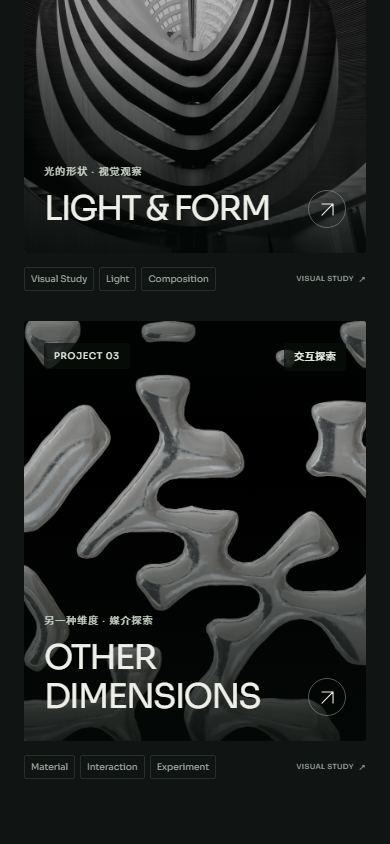 光的形状 · 视觉观察
LIGHT & FORM
Visual Study
Light
Composition
VISUAL STUDY ↗
PROJECT 03
交互探索
另一种维度 · 媒介探索
OTHER
DIMENSIONS
Material
Interaction
Experiment
VISUAL STUDY ↗